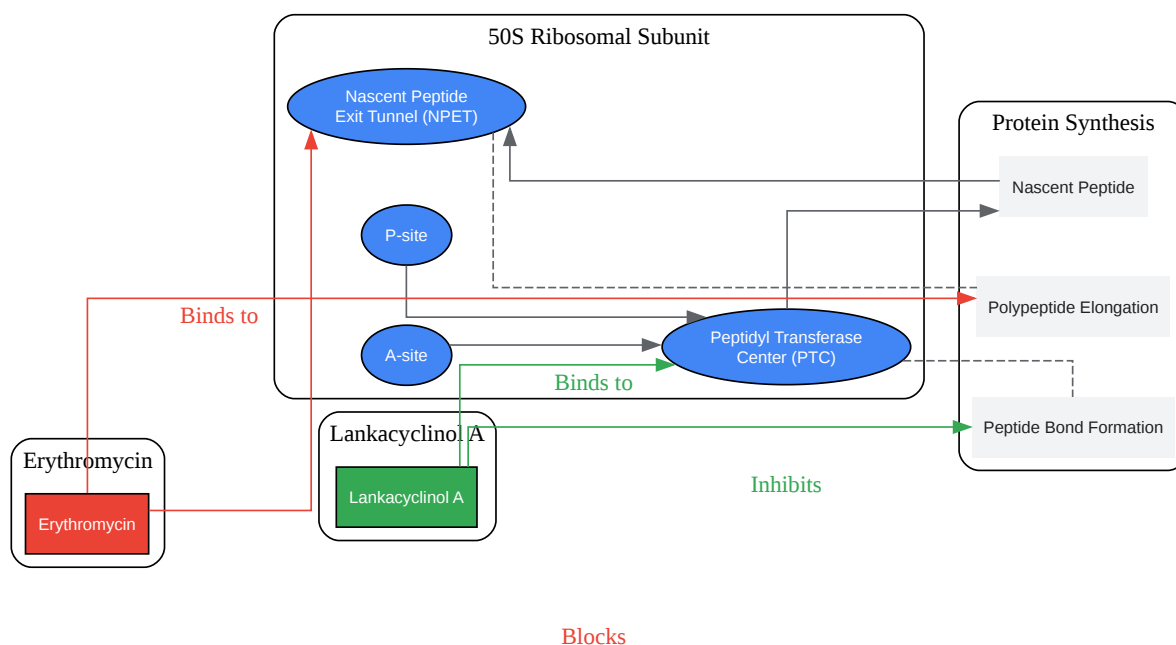 50S Ribosomal Subunit
Nascent Peptide
Exit Tunnel (NPET)
Protein Synthesis
Nascent Peptide
P-site
Polypeptide Elongation
Binds to
A-site
Peptidyl Transferase
Center (PTC)
Binds to
Peptide Bond Formation
Lankacyclinol A
Erythromycin
Inhibits
Lankacyclinol A
Erythromycin
Blocks